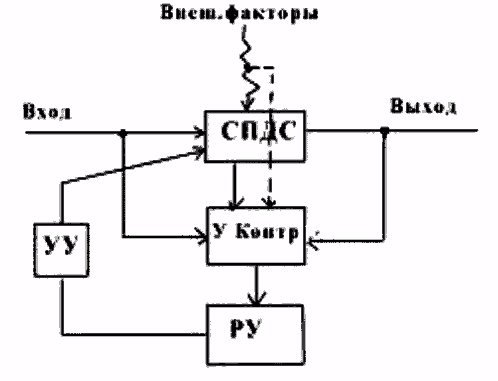 Внеш.факторы
Вход
Выход
СПДС
УУ
У Контр
РУ